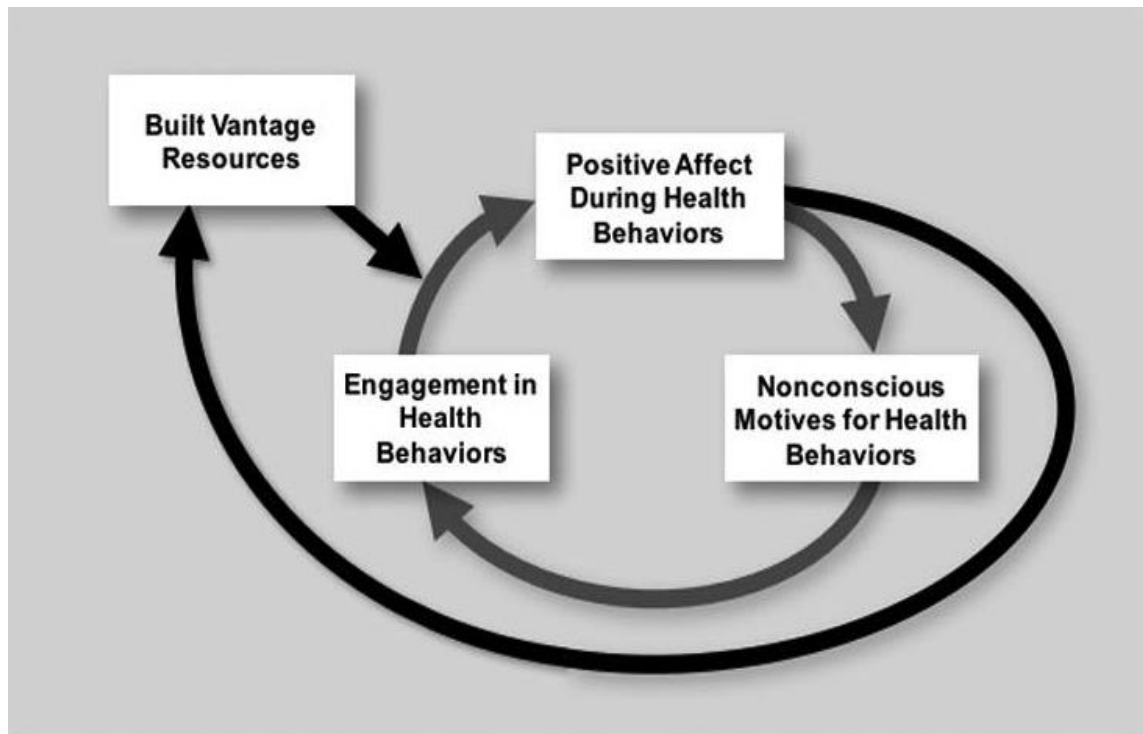 Built Vantage
Resources
Positive Affect
During Health
Behaviors
Engagement in
Health
Behaviors
Nonconscious
Motives for Health
Behaviors